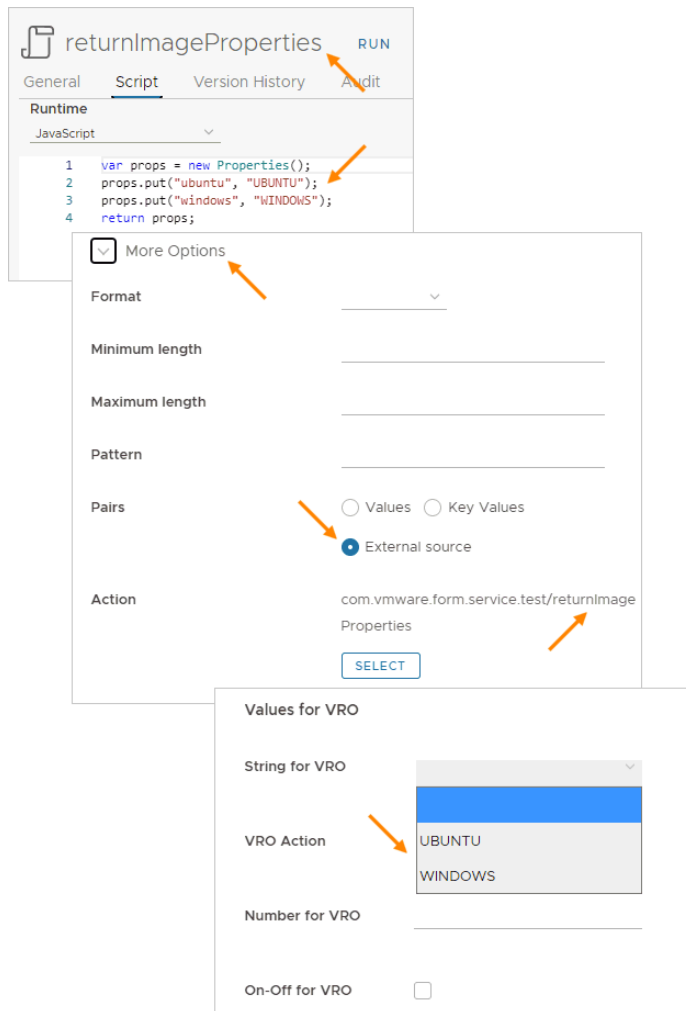 returnImageProperties RUN
General Script Version History Audit
Runtime
JavaScript
1 var props = new Properties();
2 props.put("ubuntu", "UBUNTU");
3 props.put("windows", "WINDOWS");
4 return props;
More Options
Format
Minimum length
Maximum length
Pattern
Pairs Values Key Values
External source
Action com.vmware.form.service.test/returnImage
Properties
SELECT
Values for VRO
String for VRO
VRO Action UBUNTU
WINDOWS
Number for VRO
On-Off for VRO